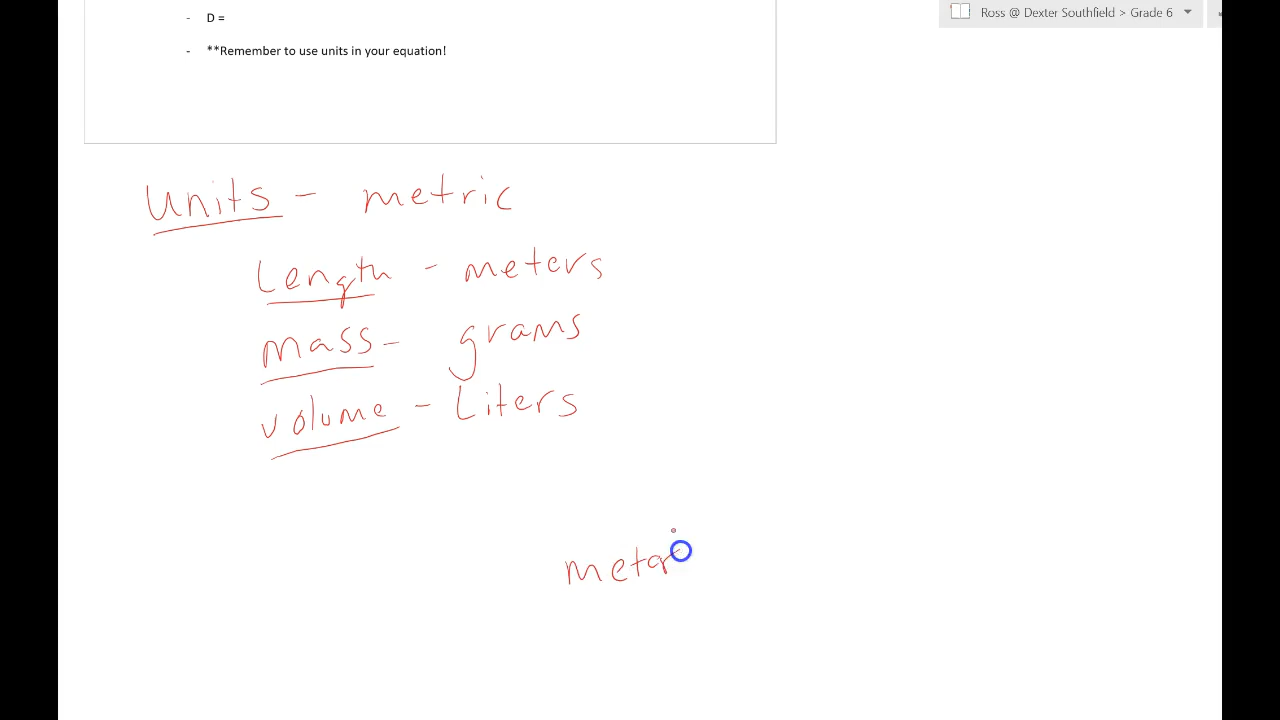 Ross @ Dexter Southfield > Grade 6
- D =
- **Remember to use units in your equation!
Units - metric
Length - meters
mass - grams
volume - Liters